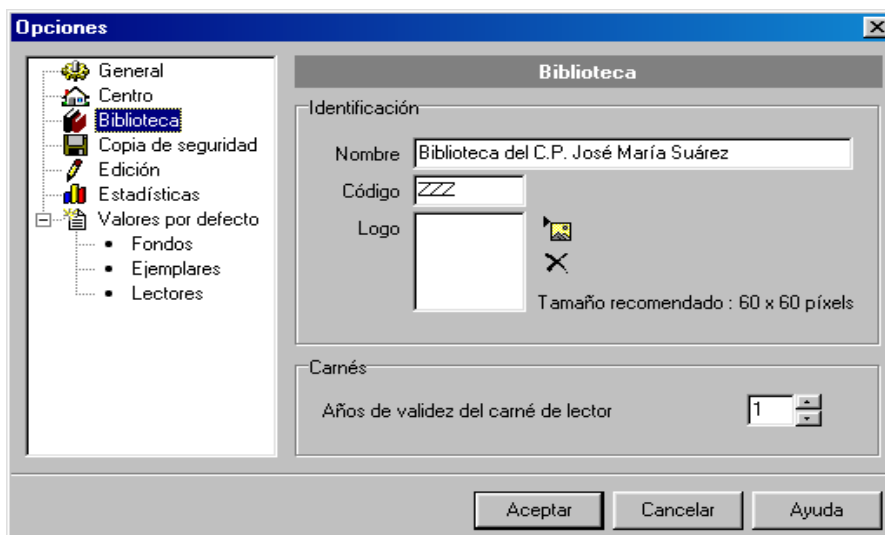 Opciones
General
Centro
Biblioteca
Copia de seguridad
Edición
Estadísticas
Valores por defecto
Fondos
Ejemplares
Lectores
Biblioteca
Identificación
Nombre Biblioteca del C.P. José María Suárez
Código ZZZ
Logo
Tamaño recomendado : 60 x 60 píxels
Carnés
Años de validez del carné de lector 1
Aceptar Cancelar Ayuda